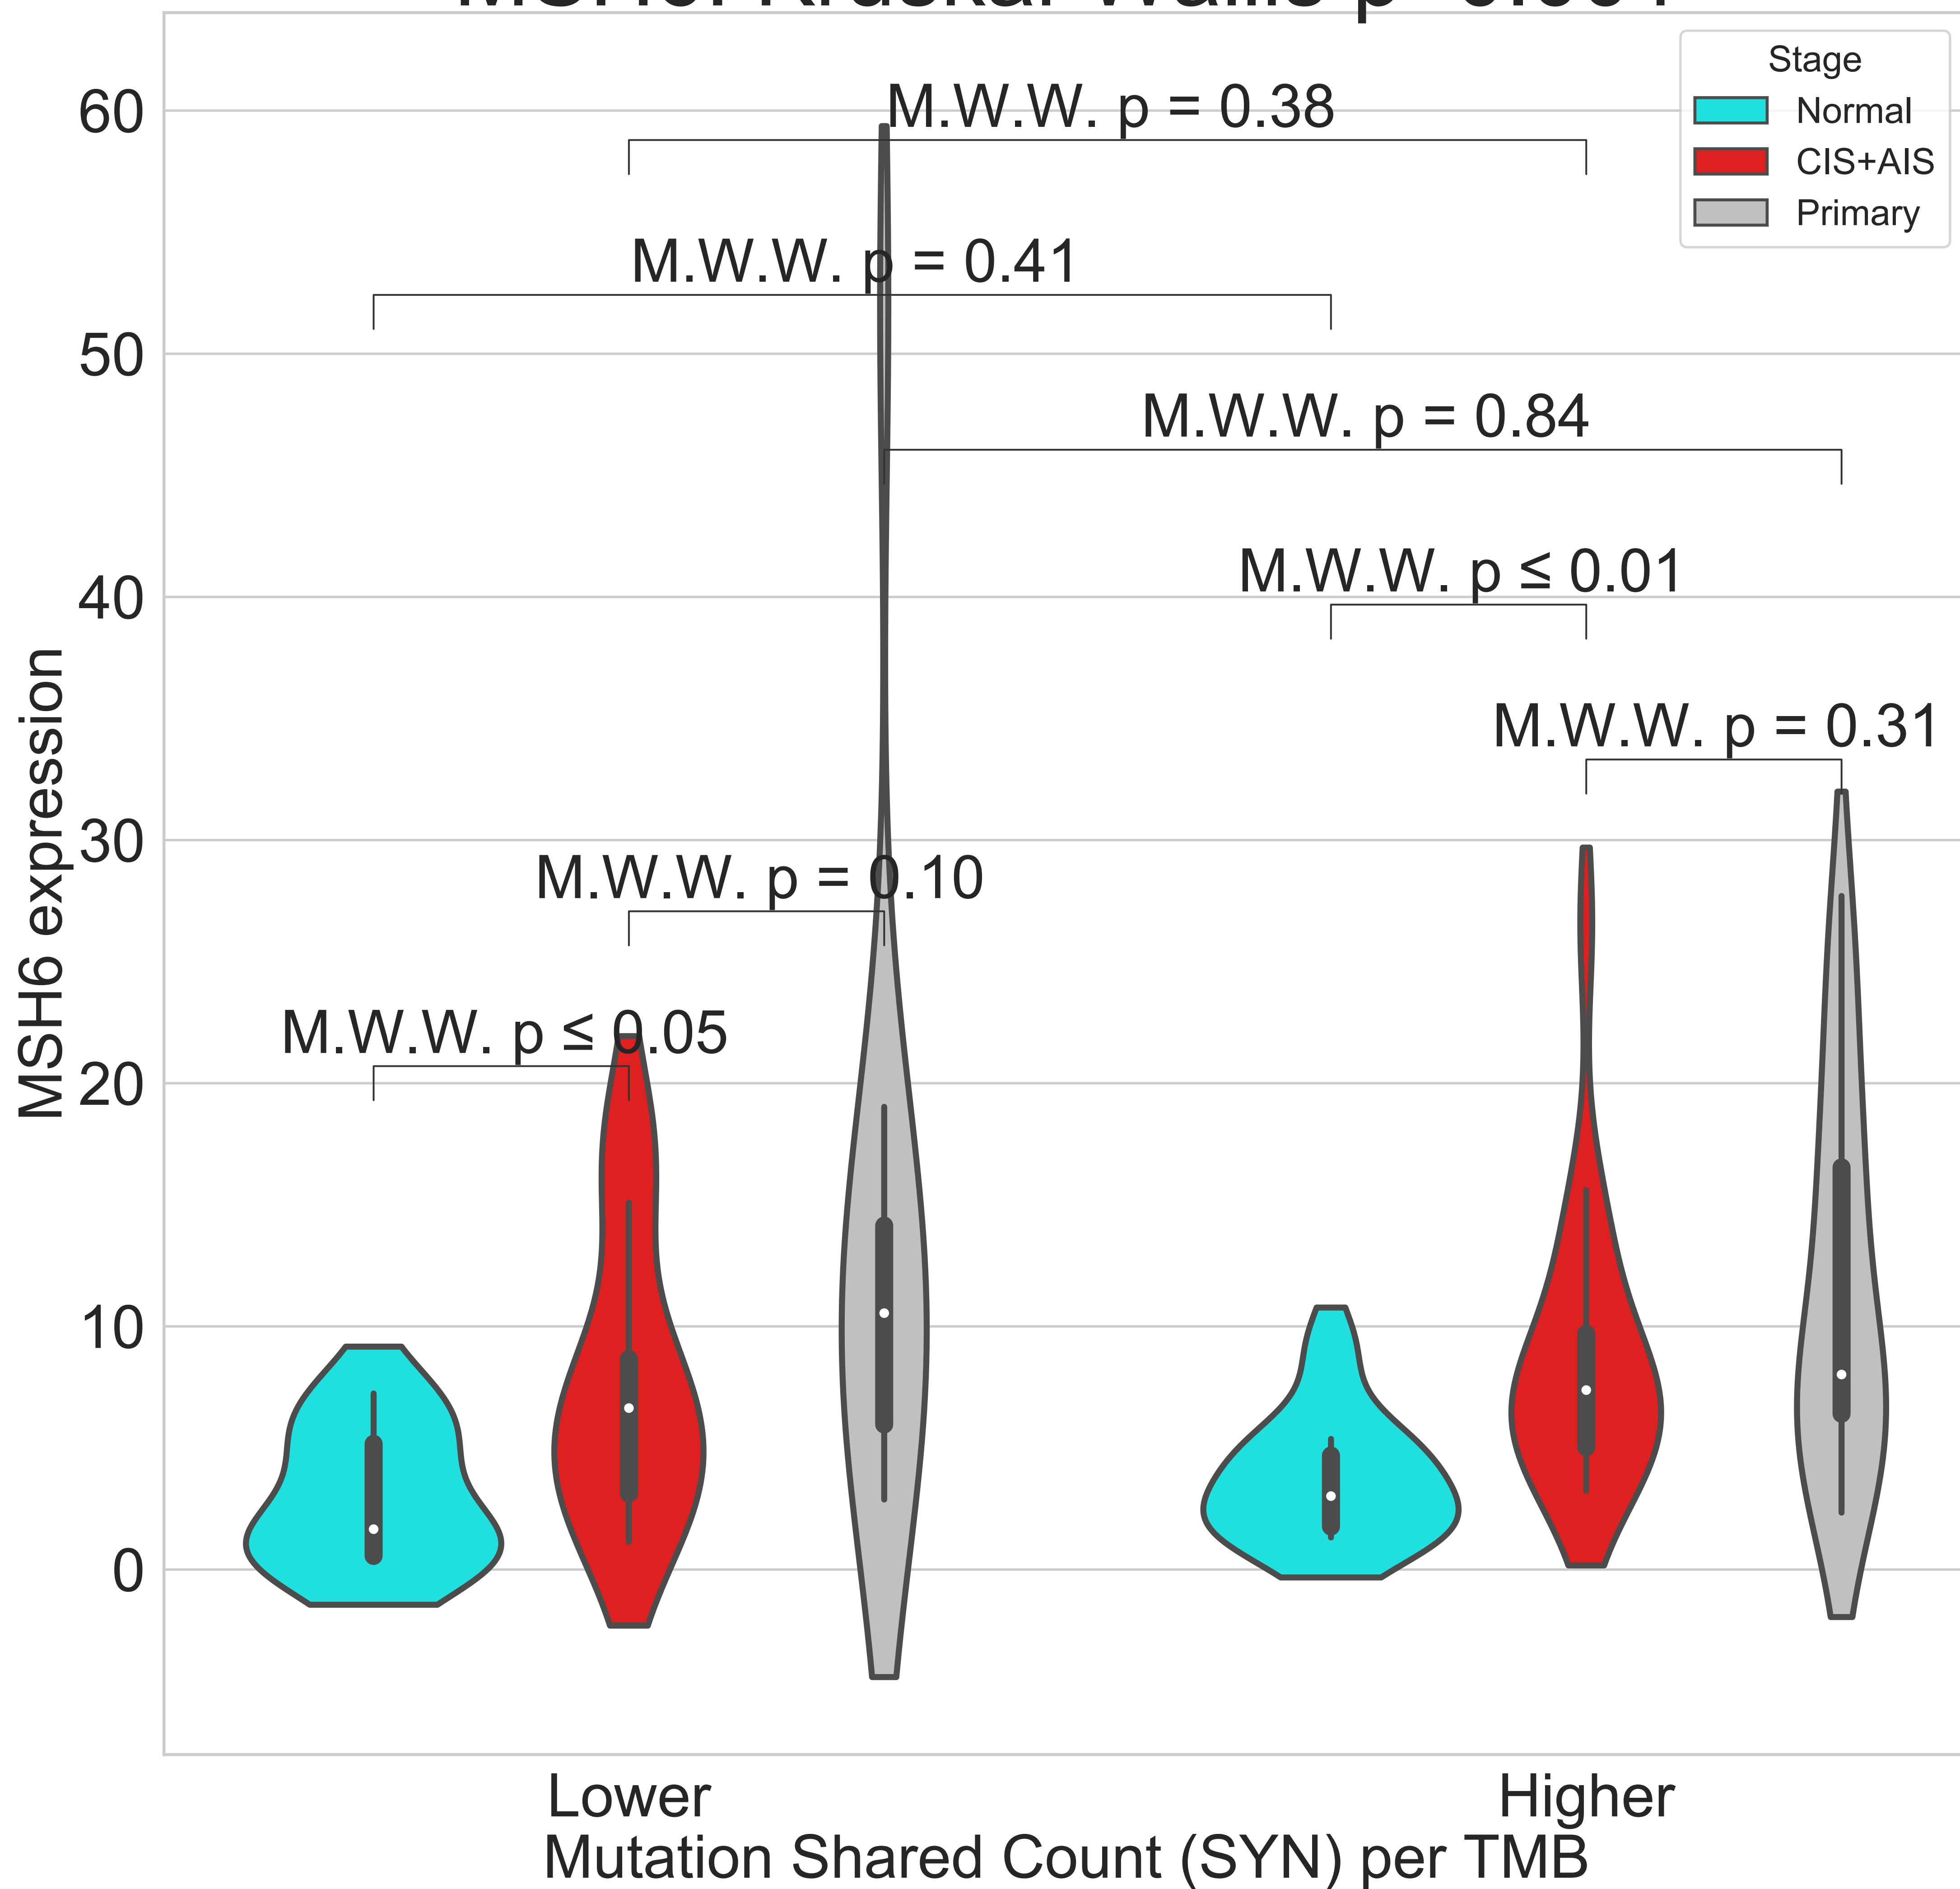 Stage
Normal
CIS+AIS
Primary
M.W.W. p = 0.38
M.W.W. p = 0.41
M.W.W. p = 0.84
M.W.W. p ≤ 0.01
M.W.W. p = 0.31
M.W.W. p = 0.10
M.W.W. p ≤ 0.05
MSH6 expression
60
50
40
30
20
10
0
Lower
Higher
Mutation Shared Count (SYN) per TMB